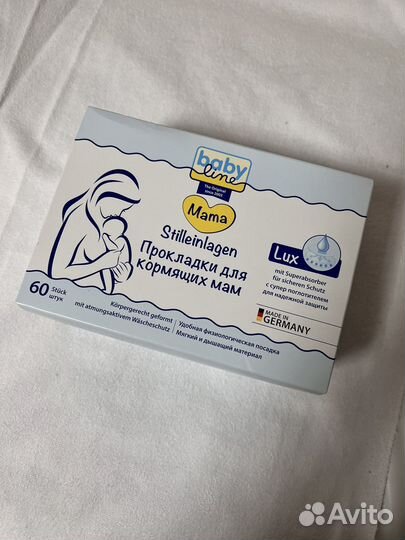 baby
line
The Original
since 2002
Mama
Stilleinlagen
Прокладки для
кормящих мам
60 Stück
штук
Lux
mit Superabsorber
für sicheren Schutz
с супер поглотителем
для надежной защиты
MADE IN
GERMANY
Körpergerecht geformt
mit atmungsaktivem Wäscheschutz
Удобная физиологическая посадка
Мягкий и дышащий материал
Avito